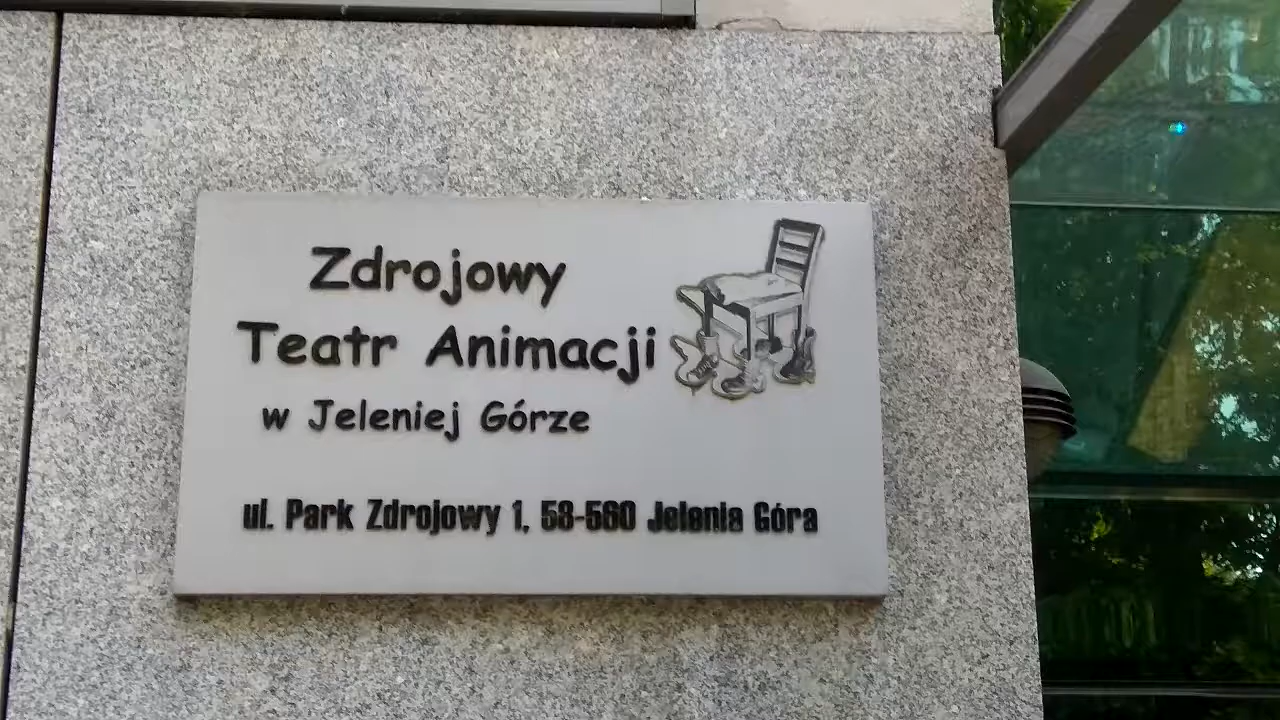 Zdrojowy
Teatr Animacji
w Jeleniej Górze
ul. Park Zdrojowy 1, 58-560 Jelenia Góra